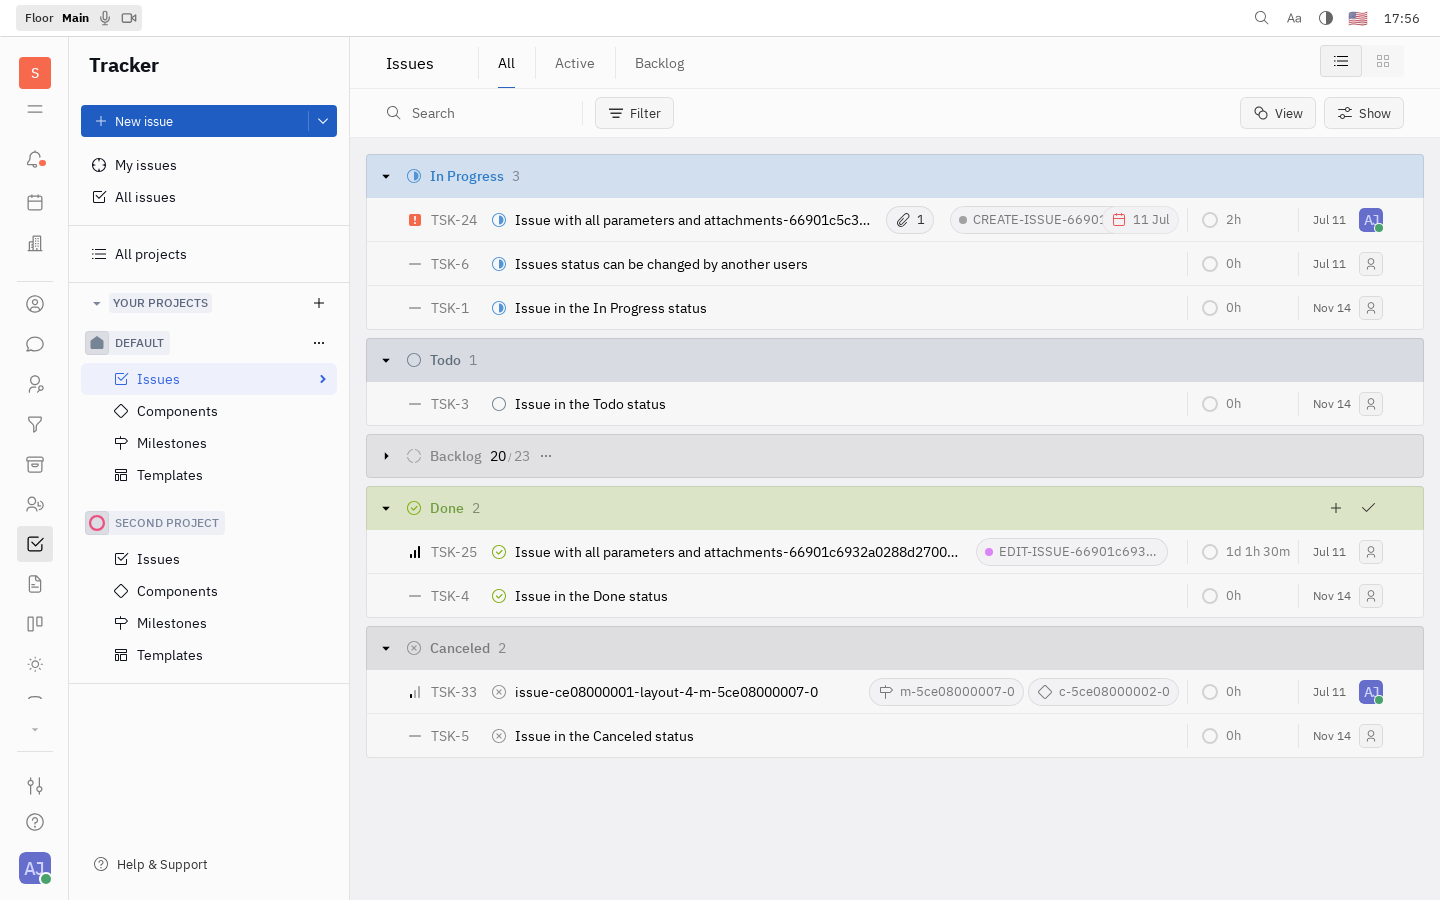 Floor Main
Aa
17:56
S
Tracker
New issue
My issues
All issues
All projects
YOUR PROJECTS
DEFAULT
Issues
Components
Milestones
Templates
SECOND PROJECT
Issues
Components
Milestones
Templates
Help & Support
AJ
Issues All Active Backlog
Search Filter View Show
In Progress 3
TSK-24 Issue with all parameters and attachments-66901c5c3... 1 CREATE-ISSUE-66901 11 Jul 2h Jul 11 AJ
TSK-6 Issues status can be changed by another users 0h Jul 11
TSK-1 Issue in the In Progress status 0h Nov 14
Todo 1
TSK-3 Issue in the Todo status 0h Nov 14
Backlog 20/23 ...
Done 2
TSK-25 Issue with all parameters and attachments-66901c6932a0288d2700... EDIT-ISSUE-66901c693... 1d 1h 30m Jul 11
TSK-4 Issue in the Done status 0h Nov 14
Canceled 2
TSK-33 issue-ce08000001-layout-4-m-5ce08000007-0 m-5ce08000007-0 c-5ce08000002-0 0h Jul 11 AJ
TSK-5 Issue in the Canceled status 0h Nov 14